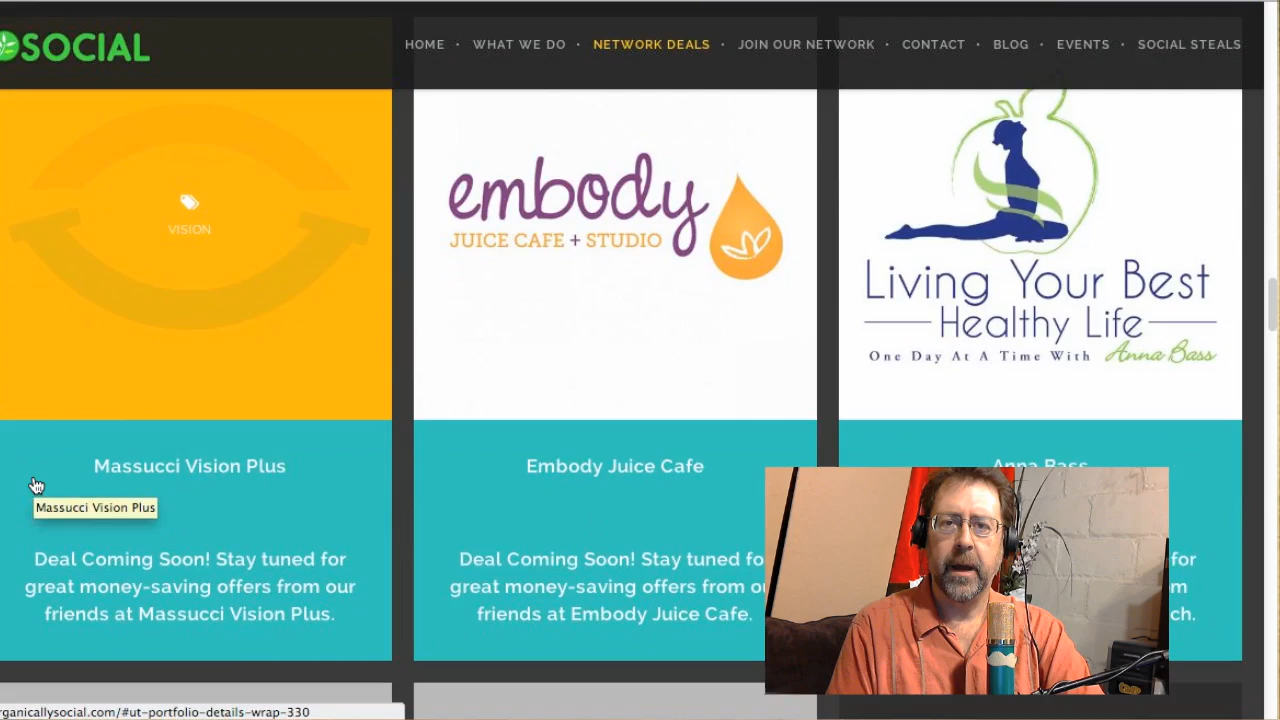 SOCIAL
HOME • WHAT WE DO • NETWORK DEALS • JOIN OUR NETWORK • CONTACT • BLOG • EVENTS • SOCIAL STEALS
VISION
embody
JUICE CAFE + STUDIO
Living Your Best
Healthy Life
One Day At A Time With Anna Bass
Massucci Vision Plus
Embody Juice Cafe
Anna Bass
Massucci Vision Plus
Deal Coming Soon! Stay tuned for
great money-saving offers from our
friends at Massucci Vision Plus.
Deal Coming Soon! Stay tuned fo
great money-saving offers from ou
friends at Embody Juice Cafe.
for
m
ch.
rganicallysocial.com/#ut-portfolio-details-wrap-330